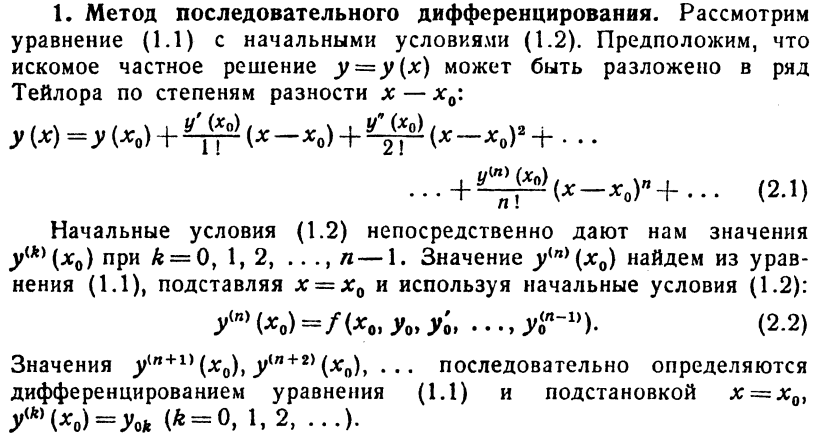 1. Метод последовательного дифференцирования. Рассмотрим
уравнение (1.1) с начальными условиями (1.2). Предположим, что
искомое частное решение y = y (x) может быть разложено в ряд
Тейлора по степеням разности x — x₀:
y (x) = y (x₀) + y′ (x₀)/1! (x — x₀) + y″ (x₀)/2! (x — x₀)² + . . .
. . . + y⁽ⁿ⁾ (x₀)/n! (x — x₀)ⁿ + . . . (2.1)
Начальные условия (1.2) непосредственно дают нам значения
y⁽ᵏ⁾ (x₀) при k = 0, 1, 2, . . ., n — 1. Значение y⁽ⁿ⁾ (x₀) найдем из урав-
нения (1.1), подставляя x = x₀ и используя начальные условия (1.2):
y⁽ⁿ⁾ (x₀) = f (x₀, y₀, y′₀, . . ., y₀⁽ⁿ⁻¹⁾). (2.2)
Значения y⁽ⁿ⁺¹⁾ (x₀), y⁽ⁿ⁺²⁾ (x₀), . . . последовательно определяются
дифференцированием уравнения (1.1) и подстановкой x = x₀,
y⁽ᵏ⁾ (x₀) = y₀ₖ (k = 0, 1, 2, . . .).